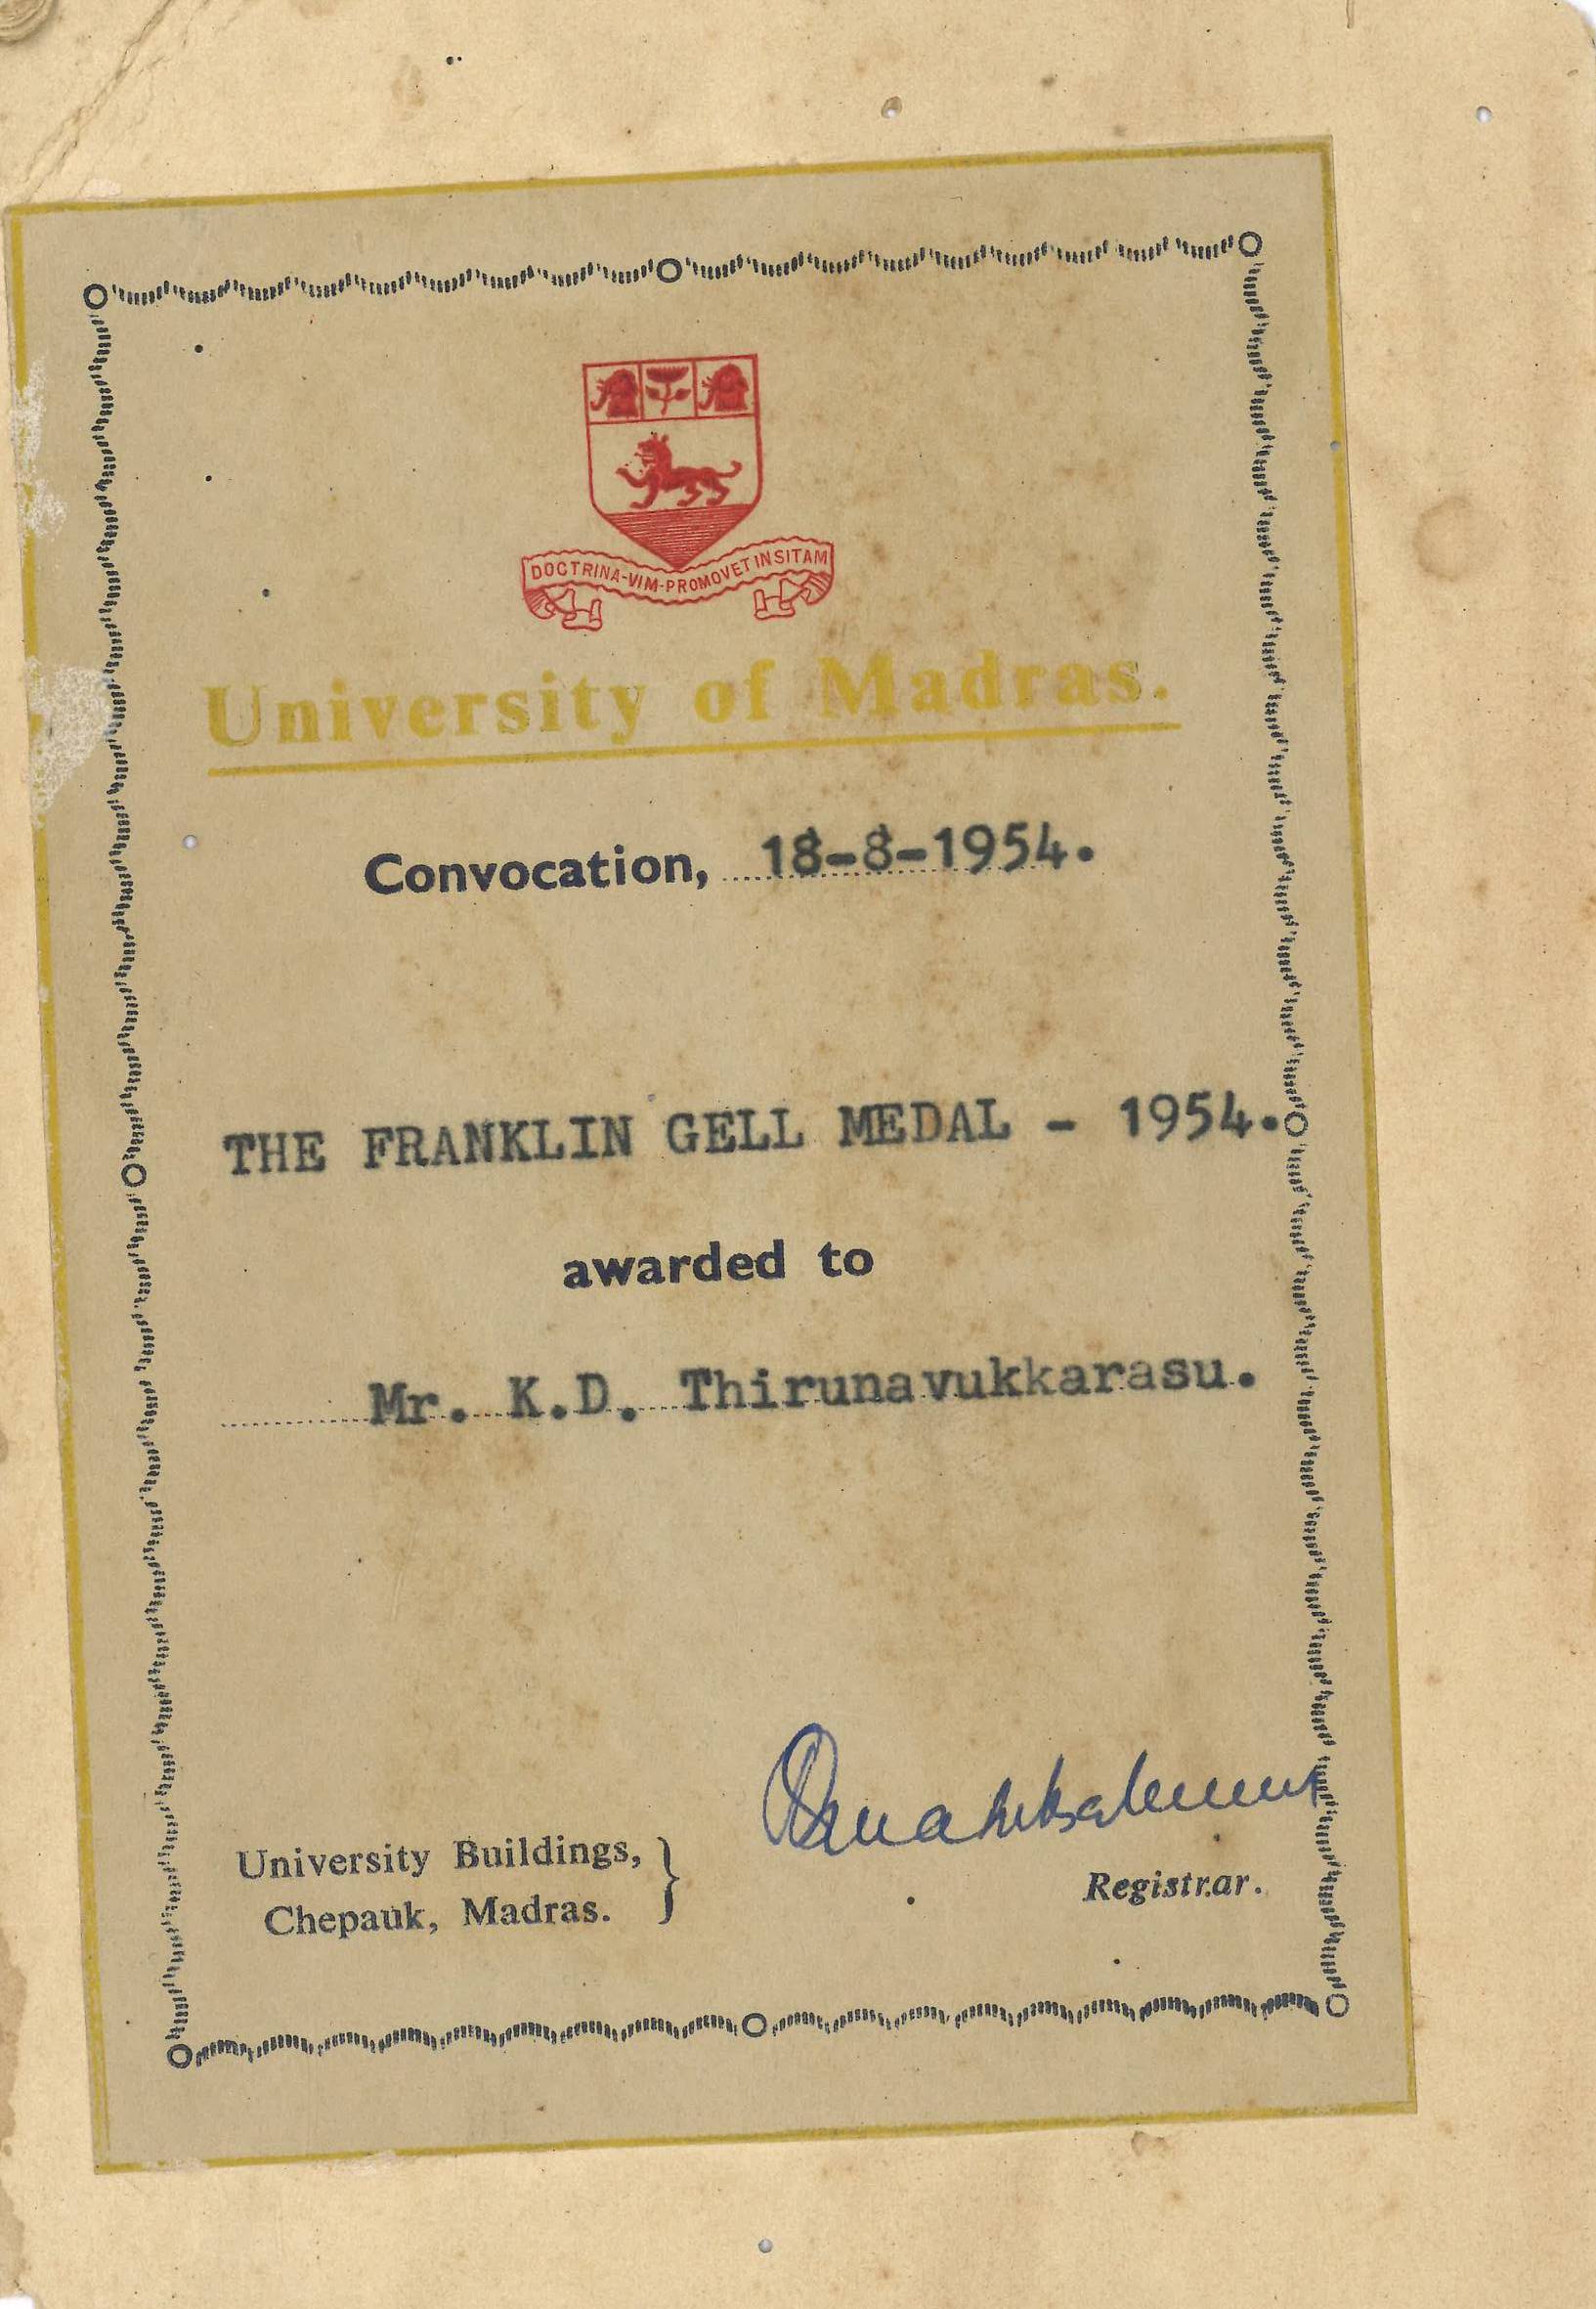 DOCTRINA-VIM-PROMOVET INSITAM
University of Madras.
Convocation, 18-8-1954.
THE FRANKLIN GELL MEDAL - 1954.
awarded to
Mr. K.D. Thirunavukkarasu.
University Buildings,
Chepauk, Madras.
Registrar.